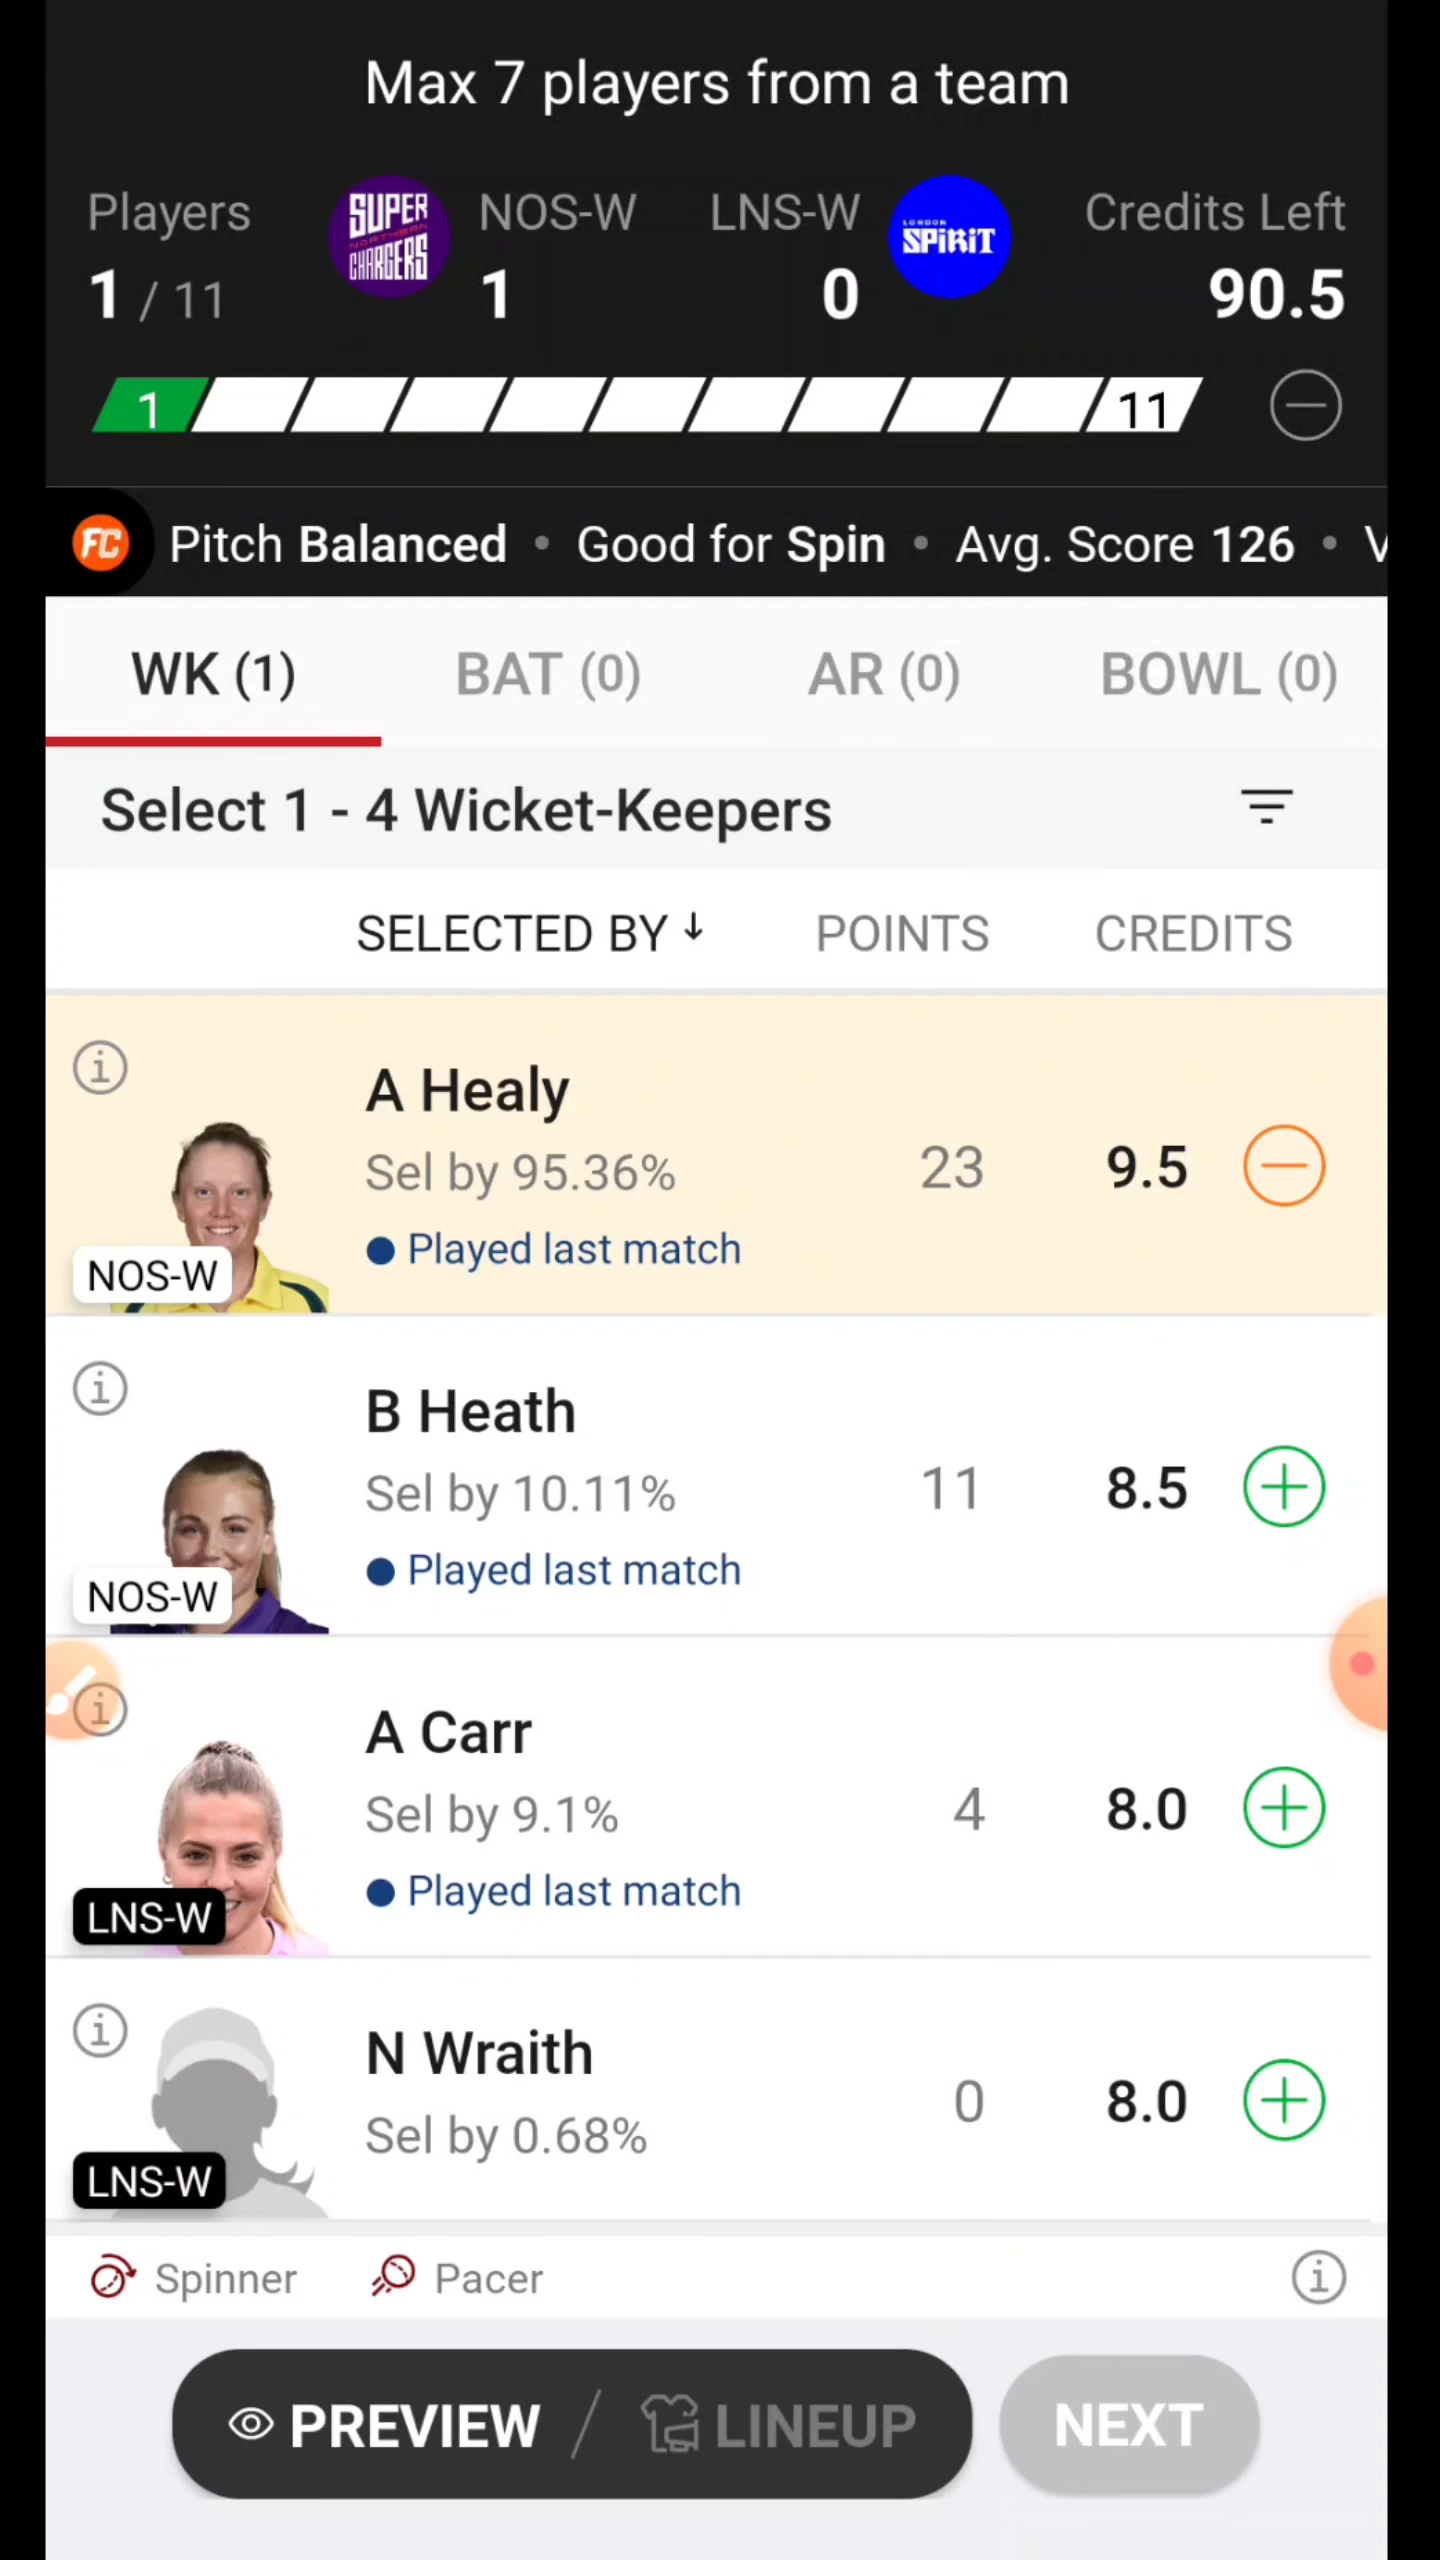 Max 7 players from a team
Players
NOS-W
LNS-W
Credits Left
SUPER
NORTHERN
CHARGERS
LONDON
SPIRIT
1 / 11
1
0
90.5
1
11
FC
Pitch Balanced • Good for Spin • Avg. Score 126 • V
WK (1)
BAT (0)
AR (0)
BOWL (0)
Select 1 - 4 Wicket-Keepers
SELECTED BY ↓
POINTS
CREDITS
A Healy
Sel by 95.36%
23
9.5
Played last match
NOS-W
B Heath
Sel by 10.11%
11
8.5
Played last match
NOS-W
A Carr
Sel by 9.1%
4
8.0
Played last match
LNS-W
N Wraith
Sel by 0.68%
0
8.0
LNS-W
Spinner
Pacer
PREVIEW / LINEUP
NEXT